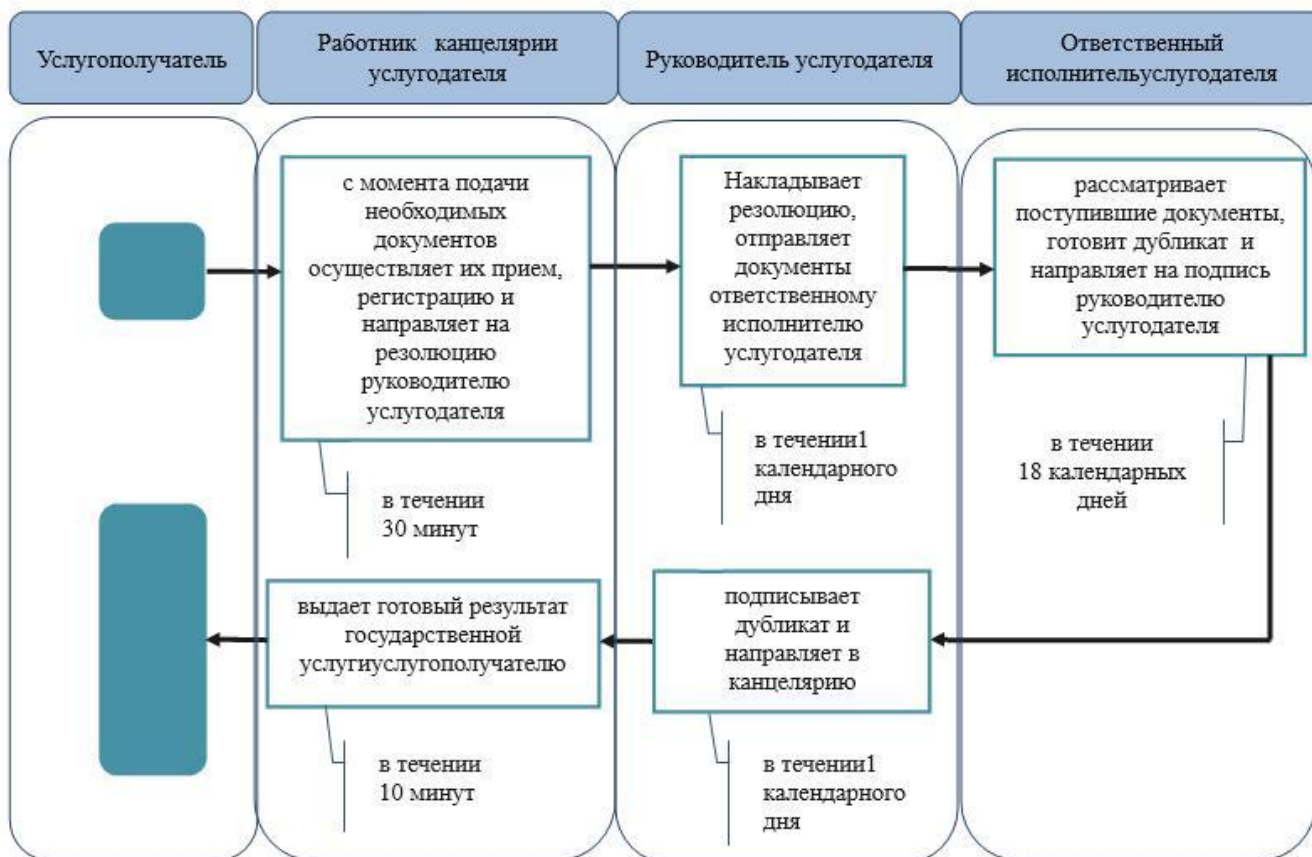 Услугополучатель
Работник канцелярии
услугодателя
Руководитель услугодателя
Ответственный
исполнительуслугодателя
с момента подачи
необходимых
документов
осуществляет их прием,
регистрацию и
направляет на
резолюцию
руководителю
услугодателя
в течении
30 минут
Накладывает
резолюцию,
отправляет
документы
ответственному
исполнителю
услугодателя
в течении1
календарного
дня
рассматривает
поступившие документы,
готовит дубликат и
направляет на подпись
руководителю
услугодателя
в течении
18 календарных
дней
подписывает
дубликат и
направляет в
канцелярию
в течении1
календарного
дня
выдает готовый результат
государственной
услугиуслугополучателю
в течении
10 минут